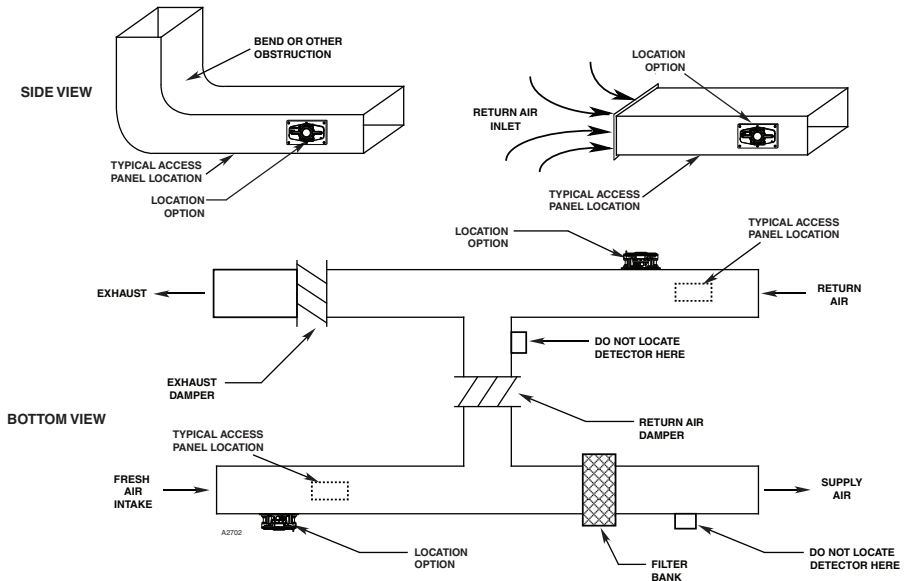 BEND OR OTHER
OBSTRUCTION
SIDE VIEW
TYPICAL ACCESS
PANEL LOCATION
LOCATION
OPTION
LOCATION
OPTION
RETURN AIR
INLET
TYPICAL ACCESS
PANEL LOCATION
LOCATION
OPTION
TYPICAL ACCESS
PANEL LOCATION
EXHAUST
RETURN
AIR
DO NOT LOCATE
DETECTOR HERE
EXHAUST
DAMPER
BOTTOM VIEW
RETURN AIR
DAMPER
TYPICAL ACCESS
PANEL LOCATION
FRESH
AIR
INTAKE
SUPPLY
AIR
A2702
LOCATION
OPTION
FILTER
BANK
DO NOT LOCATE
DETECTOR HERE